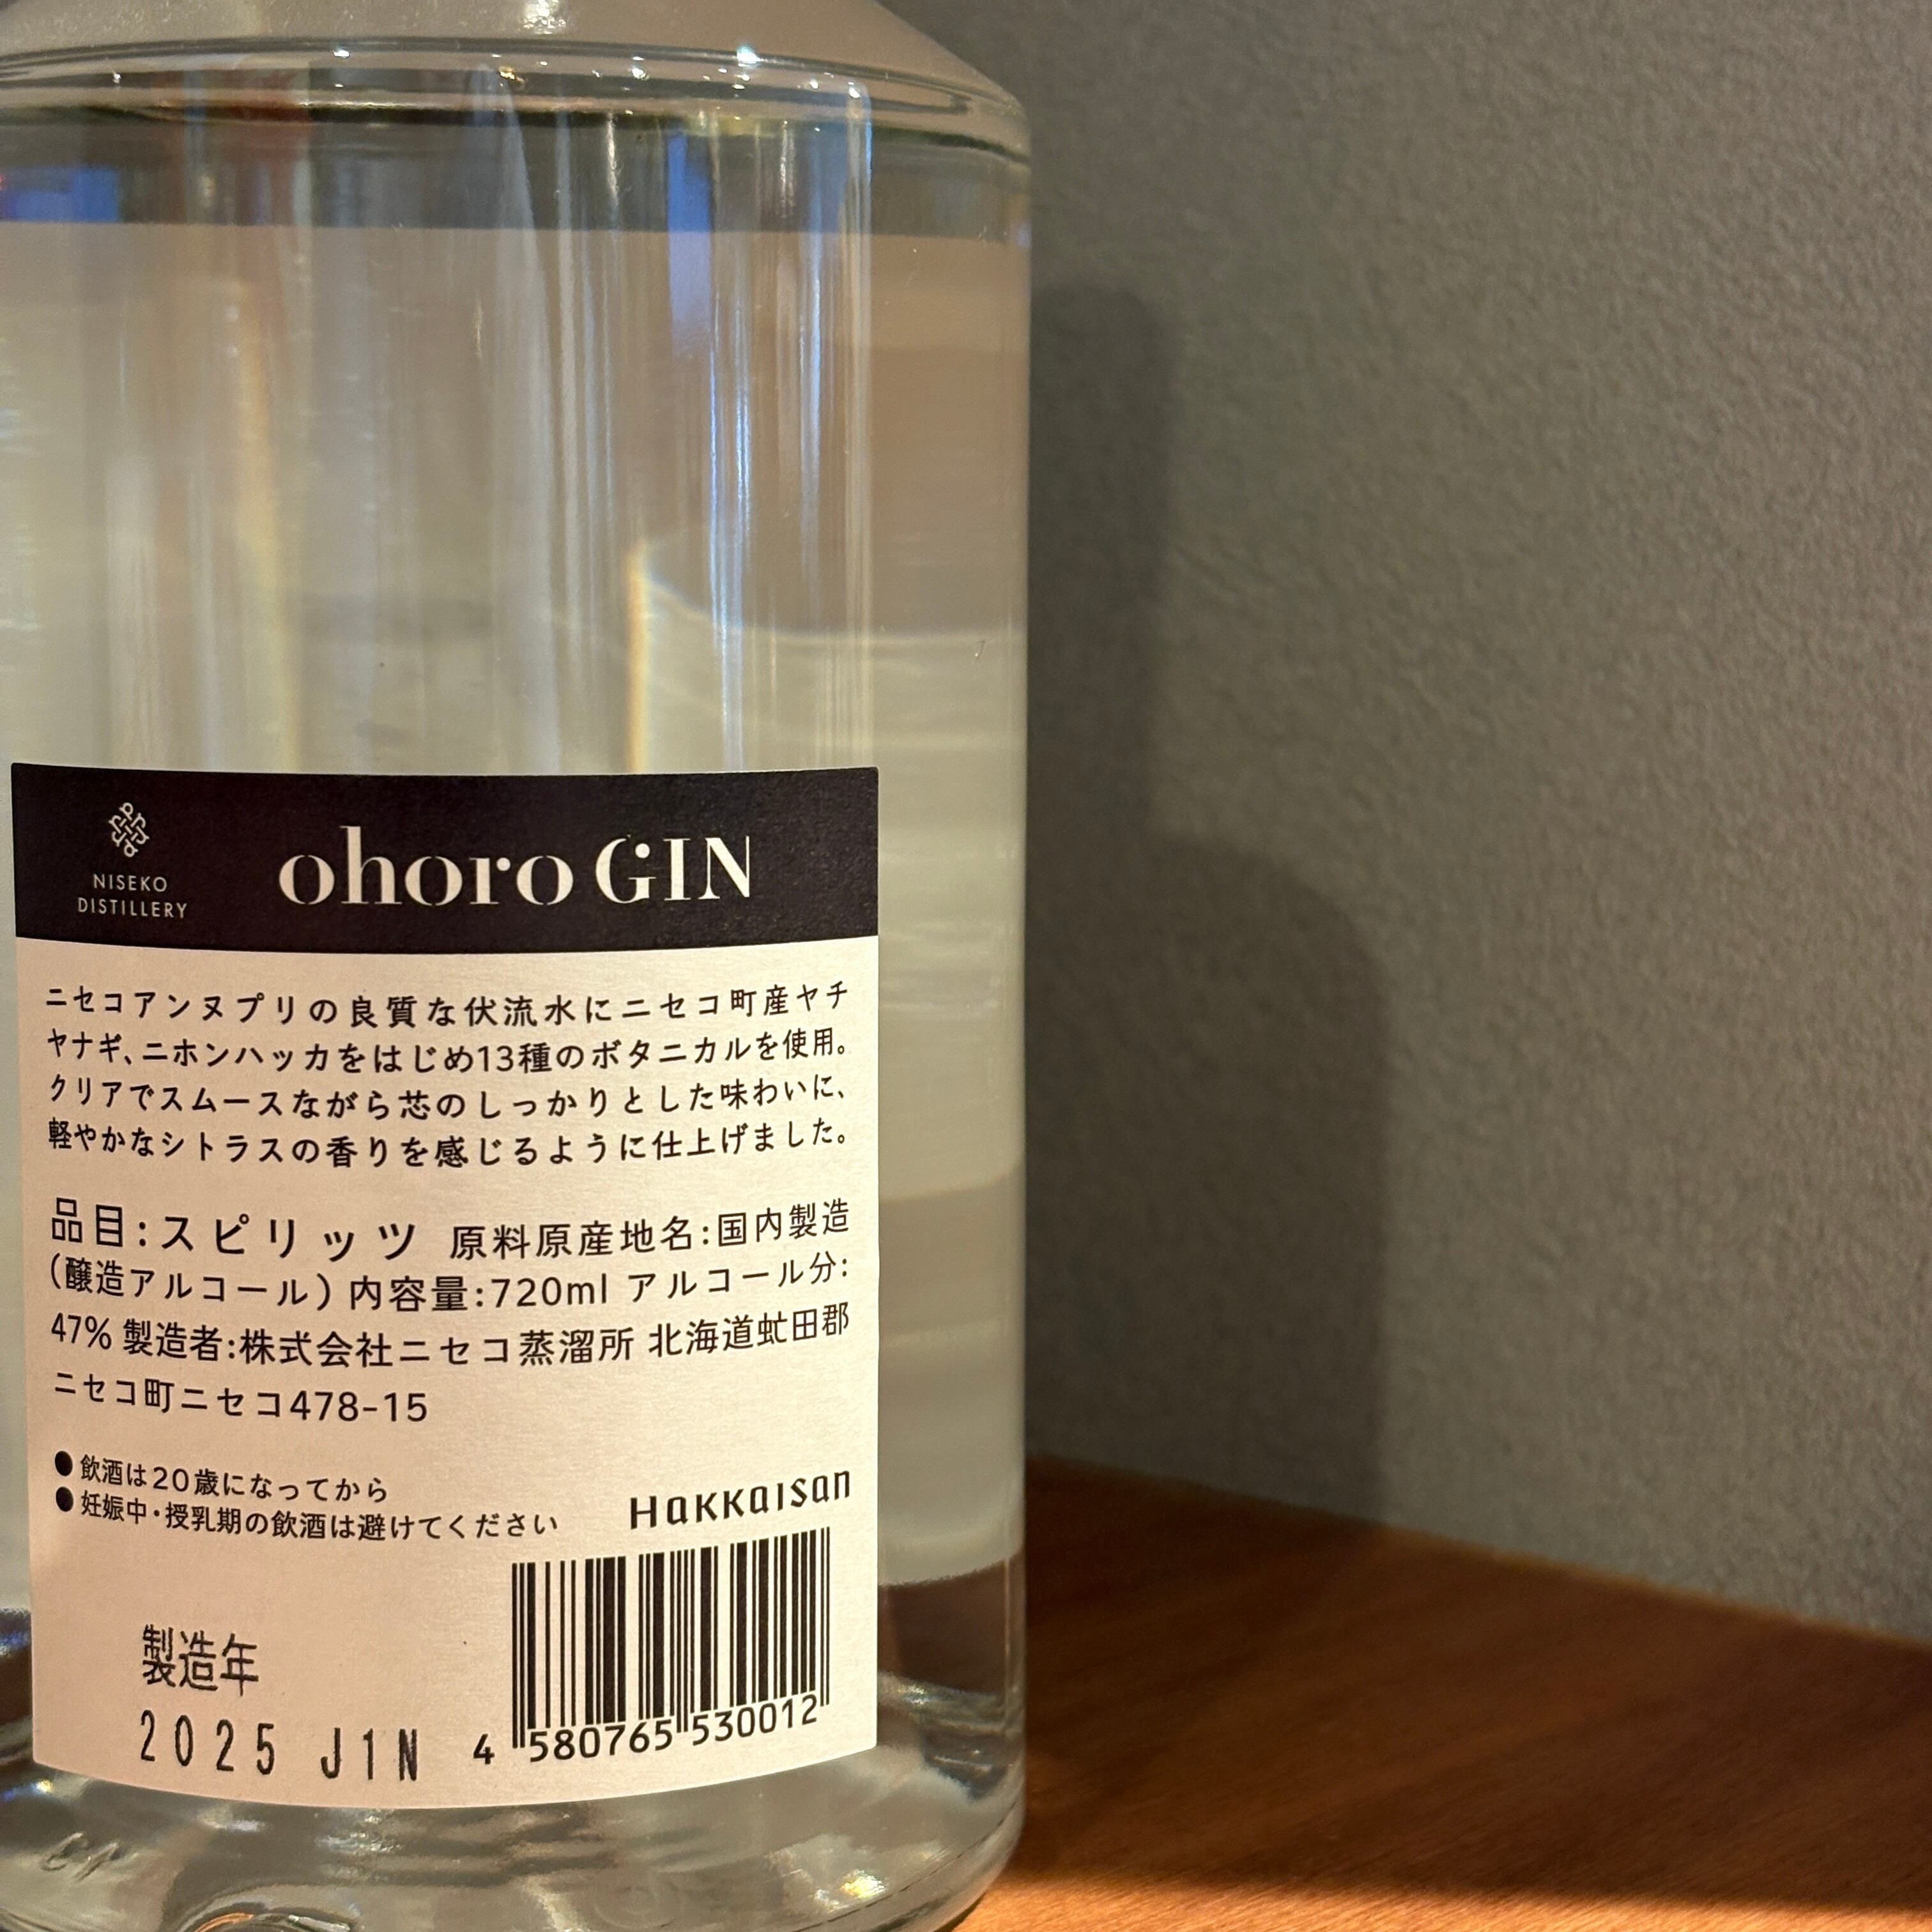 NISEKO
DISTILLERY
ohoro GIN
ニセコアンヌプリの良質な伏流水にニセコ町産ヤチ
ヤナギ、ニホンハッカをはじめ13種のボタニカルを使用。
クリアでスムースながら芯のしっかりとした味わいに、
軽やかなシトラスの香りを感じるように仕上げました。
品目:スピリッツ 原料原産地名:国内製造
(醸造アルコール) 内容量:720ml アルコール分:
47% 製造者:株式会社ニセコ蒸溜所 北海道虻田郡
ニセコ町ニセコ478-15
●飲酒は20歳になってから
●妊娠中・授乳期の飲酒は避けてください
Hakkaisan
製造年
2025 J1N
4 580765 530012